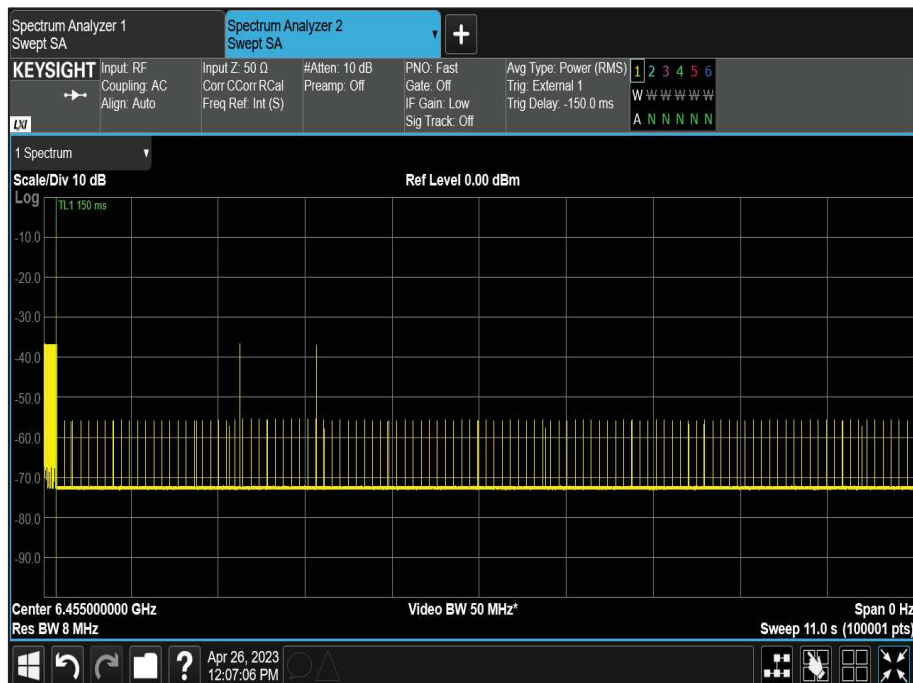 Spectrum Analyzer 1
Swept SA
Spectrum Analyzer 2
Swept SA
KEYSIGHT
LXI
Input: RF
Coupling: AC
Align: Auto
Input Z: 50 Ω
Corr CCorr RCal
Freq Ref: Int (S)
#Atten: 10 dB
Preamp: Off
PNO: Fast
Gate: Off
IF Gain: Low
Sig Track: Off
Avg Type: Power (RMS)
Trig: External 1
Trig Delay: -150.0 ms
1 2 3 4 5 6
W W W W W W
A N N N N N
1 Spectrum
Scale/Div 10 dB
Ref Level 0.00 dBm
Log
TL1 150 ms
-10.0
-20.0
-30.0
-40.0
-50.0
-60.0
-70.0
-80.0
-90.0
Center 6.455000000 GHz
Video BW 50 MHz*
Span 0 Hz
Res BW 8 MHz
Sweep 11.0 s (100001 pts)
?
Apr 26, 2023
12:07:06 PM